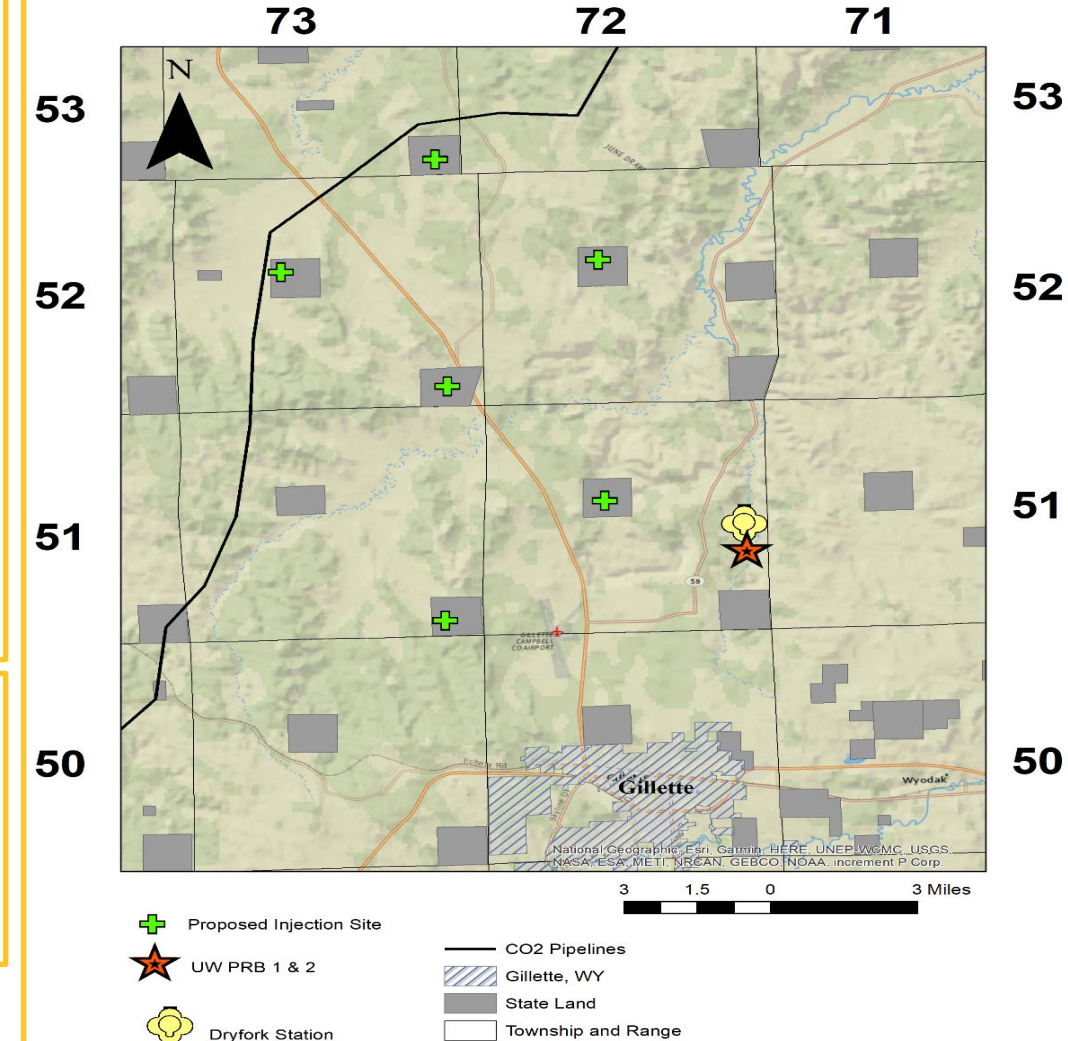 73 72 71
N
53 53
JUNE DRAW
52 52
51 51
59
GILLETTE
CAMPBELL
CO AIRPORT
50 50
Echeta Rd
Wyodak
Gillette
Skyline Dr
National Geographic, Esri, Garmin, HERE, UNEP-WCMC, USGS,
NASA, ESA, METI, NRCAN, GEBCO, NOAA, increment P Corp.
3 1.5 0 3 Miles
Proposed Injection Site
UW PRB 1 & 2
Dryfork Station
CO2 Pipelines
Gillette, WY
State Land
Township and Range